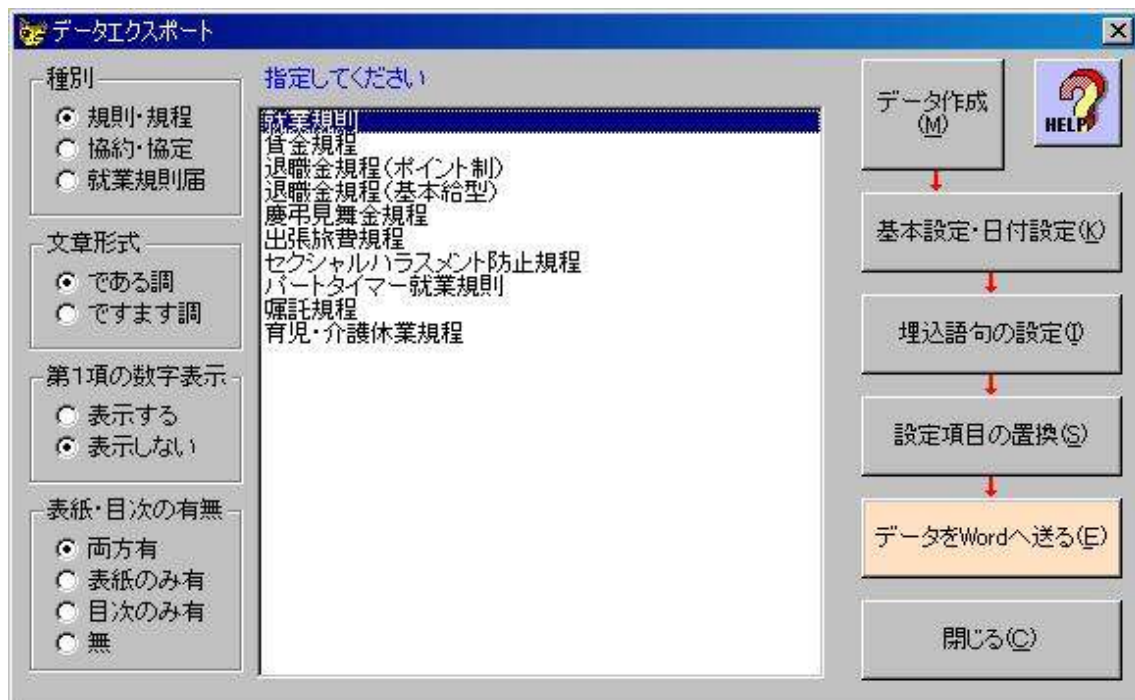 データエクスポート
種別
規則・規程
協約・協定
就業規則届
文章形式
である調
ですます調
第1項の数字表示
表示する
表示しない
表紙・目次の有無
両方有
表紙のみ有
目次のみ有
無
指定してください
就業規則
賃金規程
退職金規程(ポイント制)
退職金規程(基本給型)
慶弔見舞金規程
出張旅費規程
セクシャルハラスメント防止規程
パートタイマー就業規則
嘱託規程
育児・介護休業規程
データ作成
(M)
HELP
基本設定・日付設定(K)
埋込語句の設定(I)
設定項目の置換(S)
データをWordへ送る(E)
閉じる(C)